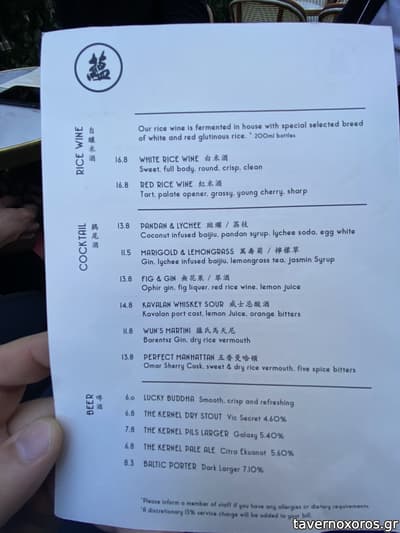 蘊
RICE WINE 自釀米酒
Our rice wine is fermented in house with special selected breed
of white and red glutinous rice. * 200ml bottles
16.8 WHITE RICE WINE 白米酒
Sweet, full body, round, crisp, clean
16.8 RED RICE WINE 紅米酒
Tart, palate opener, grassy, young cherry, sharp
COCKTAIL 鷄尾酒
13.8 PANDAN & LYCHEE 斑斕 / 荔枝
Coconut infused baijiu, pandan syrup, lychee soda, egg white
11.5 MARIGOLD & LEMONGRASS 萬壽菊 / 檸檬草
Gin, lychee infused baijiu, lemongrass tea, jasmin Syrup
13.8 FIG & GIN 無花果 / 琴酒
Ophir gin, fig liquer, red rice wine, lemon juice
14.8 KAVALAN WHISKEY SOUR 威士忌酸酒
Kavalan port cast, lemon Juice, orange bitters
11.8 WUN'S MARTINI 蘊氏馬天尼
Barentsz Gin, dry rice vermouth
13.8 PERFECT MANHATTAN 五香曼哈頓
Omar Sherry Cask, sweet & dry rice vermouth, five spice bitters
BEER 啤酒
6.0 LUCKY BUDDHA Smooth, crisp and refreshing
6.8 THE KERNEL DRY STOUT Vic Secret 4.60%
7.8 THE KERNEL PILS LARGER Galaxy 5.40%
6.8 THE KERNEL PALE ALE Citra Ekuanot 5.60%
8.3 BALTIC PORTER Dark Larger 7.10%
*Please inform a member of staff if you have any allergies or dietary requirements
*A discretionary 13% service charge will be added to your bill.
tavernoxoros.gr